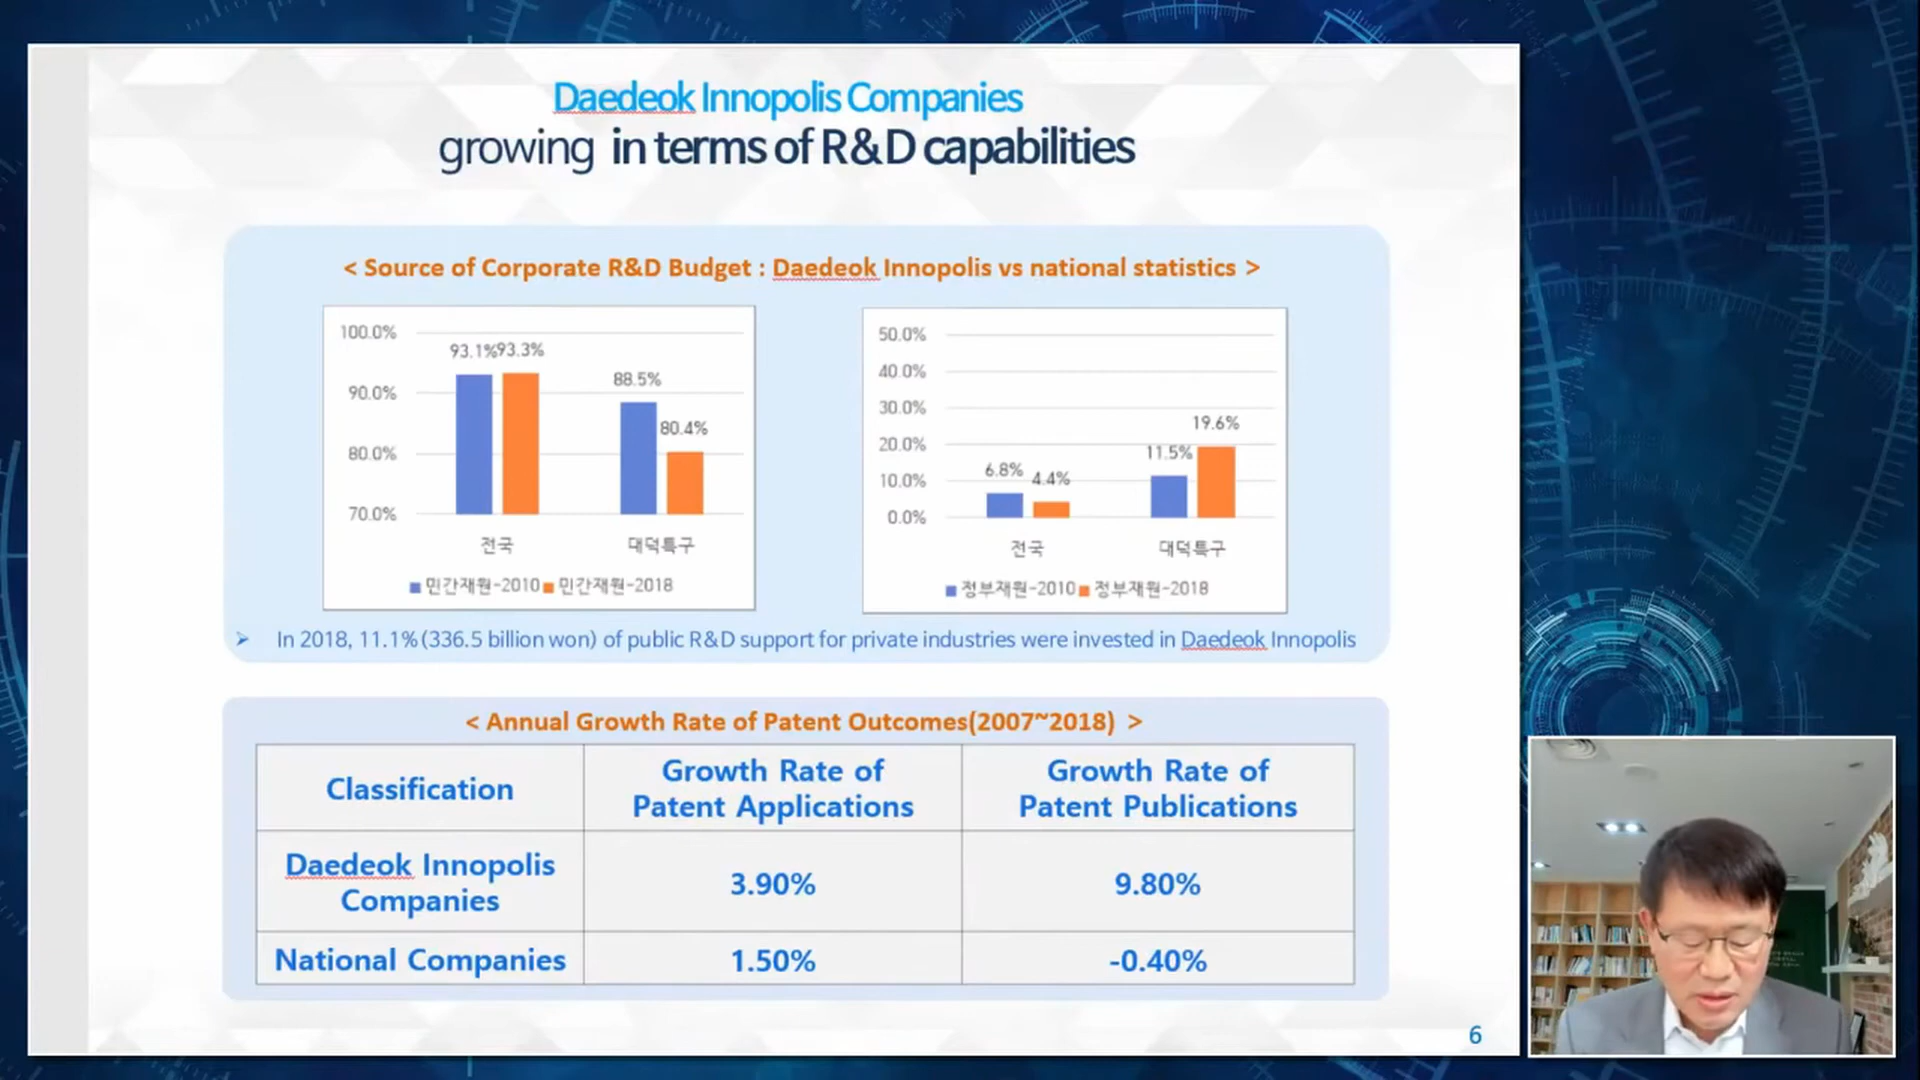 Daedeok Innopolis Companies
growing in terms of R&D capabilities
< Source of Corporate R&D Budget : Daedeok Innopolis vs national statistics >
100.0%
90.0%
80.0%
70.0%
93.1% 93.3%
88.5%
80.4%
전국 대덕특구
민간재원-2010 민간재원-2018
50.0%
40.0%
30.0%
20.0%
10.0%
0.0%
6.8% 4.4%
11.5% 19.6%
전국 대덕특구
정부재원-2010 정부재원-2018
➢ In 2018, 11.1% (336.5 billion won) of public R&D support for private industries were invested in Daedeok Innopolis
< Annual Growth Rate of Patent Outcomes(2007~2018) >
Classification
Growth Rate of
Patent Applications
Growth Rate of
Patent Publications
Daedeok Innopolis
Companies
3.90%
9.80%
National Companies
1.50%
-0.40%
6